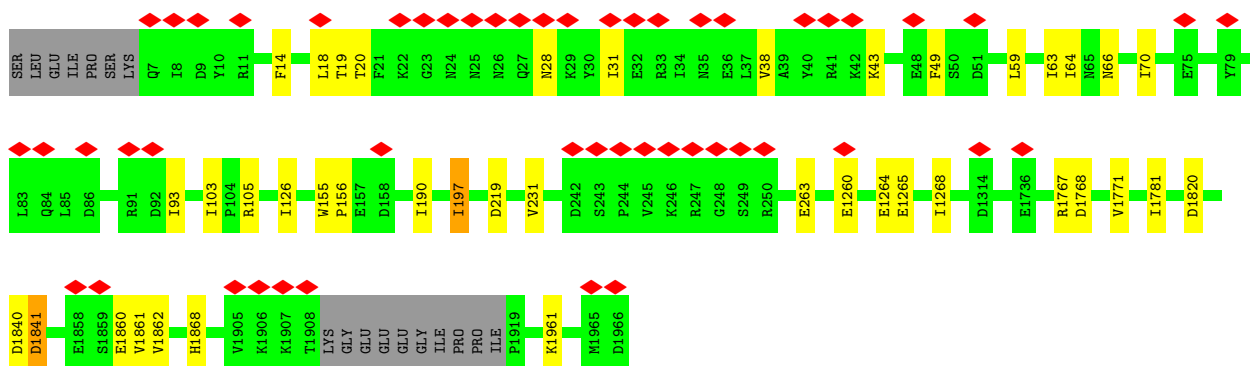 SER LEU GLU ILE PRO SER LYS Q7 I8 D9 Y10 R11 F14 L18 T19 T20 F21 K22 G23 N24 N25 N26 Q27 N28 K29 Y30 I31 E32 R33 I34 N35 E36 L37 V38 A39 Y40 R41 K42 K43 E48 F49 S50 D51 L59 I63 I64 N65 N66 I70 E75 Y79
L83 Q84 L85 D86 R91 D92 I93 I103 P104 R105 I126 W155 P156 E157 D158 I190 I197 D219 V231 D242 S243 P244 V245 K246 R247 G248 S249 R250 E263 E1260 E1264 E1265 I1268 D1314 E1736 R1767 D1768 V1771 I1781 D1820
D1840 D1841 E1858 S1859 E1860 V1861 V1862 H1868 V1905 K1906 K1907 T1908 LYS GLY GLU GLU GLU GLY ILE PRO PRO ILE P1919 K1961 M1965 D1966